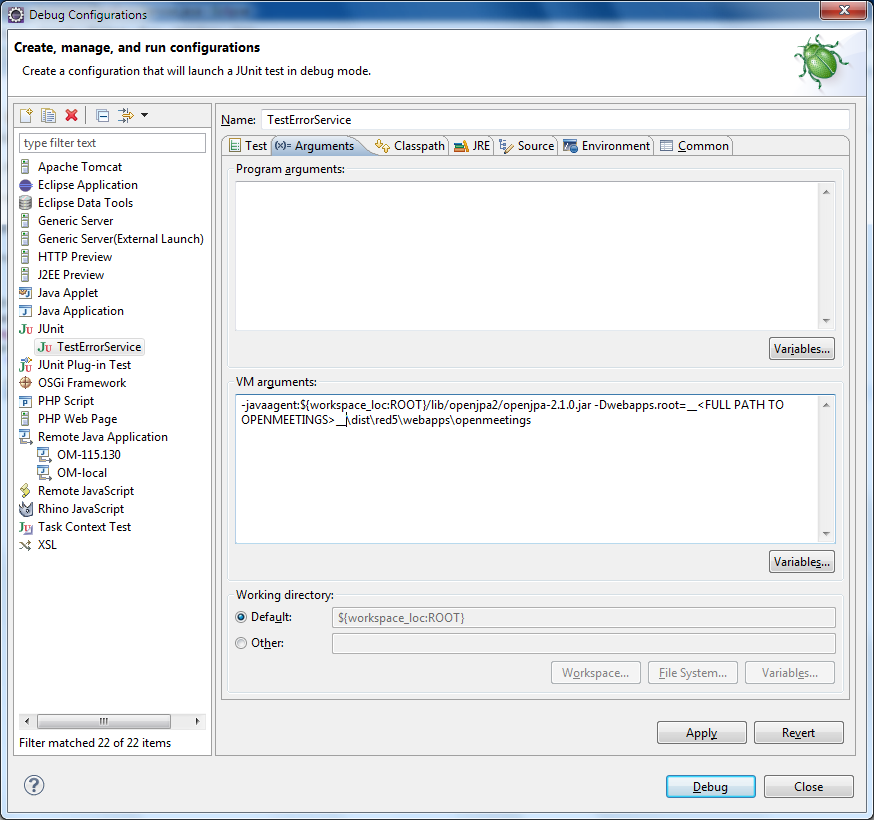 Debug Configurations
Create, manage, and run configurations
Create a configuration that will launch a JUnit test in debug mode.
type filter text
Apache Tomcat
Eclipse Application
Eclipse Data Tools
Generic Server
Generic Server(External Launch)
HTTP Preview
J2EE Preview
Java Applet
Java Application
JUnit
TestErrorService
JUnit Plug-in Test
OSGi Framework
PHP Script
PHP Web Page
Remote Java Application
OM-115.130
OM-local
Remote JavaScript
Rhino JavaScript
Task Context Test
XSL
Filter matched 22 of 22 items
Name: TestErrorService
Test (x)= Arguments Classpath JRE Source Environment Common
Program arguments:
Variables...
VM arguments:
-javaagent:${workspace_loc:ROOT}/lib/openjpa2/openjpa-2.1.0.jar -Dwebapps.root=__<FULL PATH TO
OPENMEETINGS>__\dist\red5\webapps\openmeetings
Variables...
Working directory:
Default: ${workspace_loc:ROOT}
Other:
Workspace... File System... Variables...
Apply Revert
Debug Close